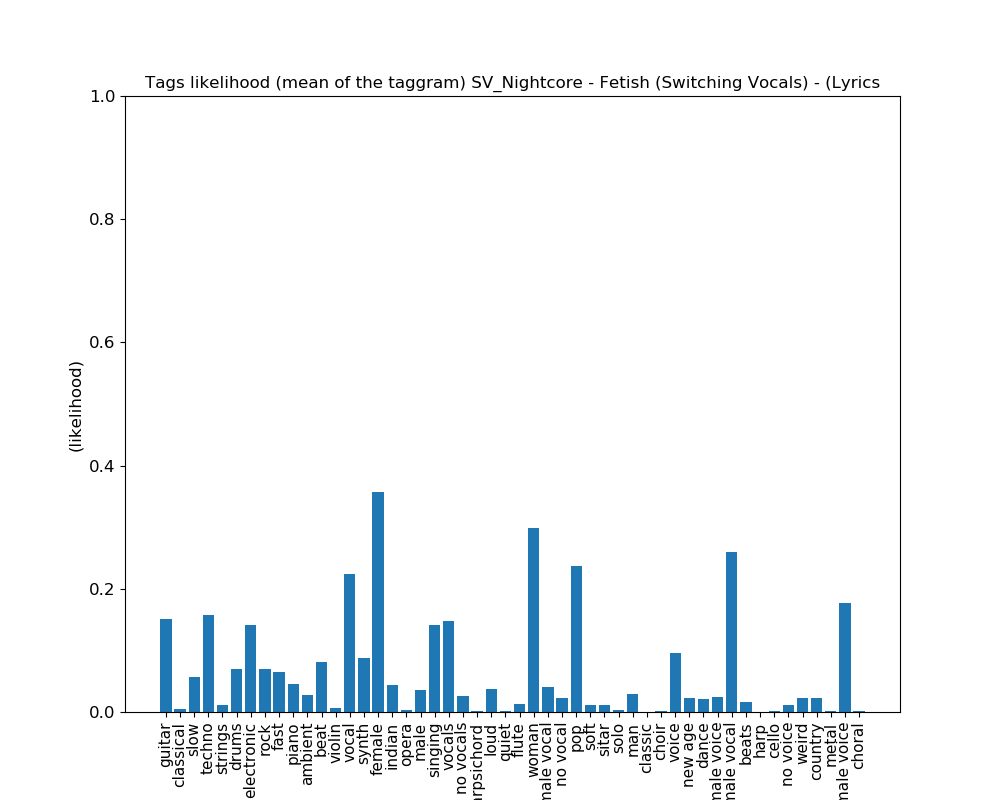 Tags likelihood (mean of the taggram) SV_Nightcore - Fetish (Switching Vocals) - (Lyrics
1.0
0.8
0.6
0.4
0.2
0.0
(likelihood)
guitar
classical
slow
techno
strings
drums
electronic
rock
fast
piano
ambient
beat
violin
vocal
synth
female
indian
opera
male
singing
vocals
no vocals
arpsichord
loud
quiet
flute
woman
male vocal
no vocal
pop
soft
sitar
solo
man
classic
choir
voice
new age
dance
male voice
male vocal
beats
harp
cello
no voice
weird
country
metal
male voice
choral